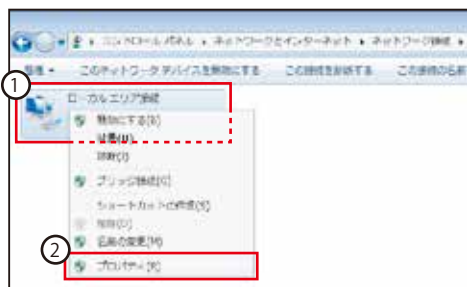 コントロール パネル ▸ ネットワークとインターネット ▸ ネットワーク接続 ▸
整理 ▾ このネットワーク デバイスを無効にする この接続を診断する この接続の名前
①
ローカル エリア接続
無効にする(B)
状態(U)
診断(I)
ブリッジ接続(G)
ショートカットの作成(S)
削除(D)
名前の変更(M)
②
プロパティ(R)